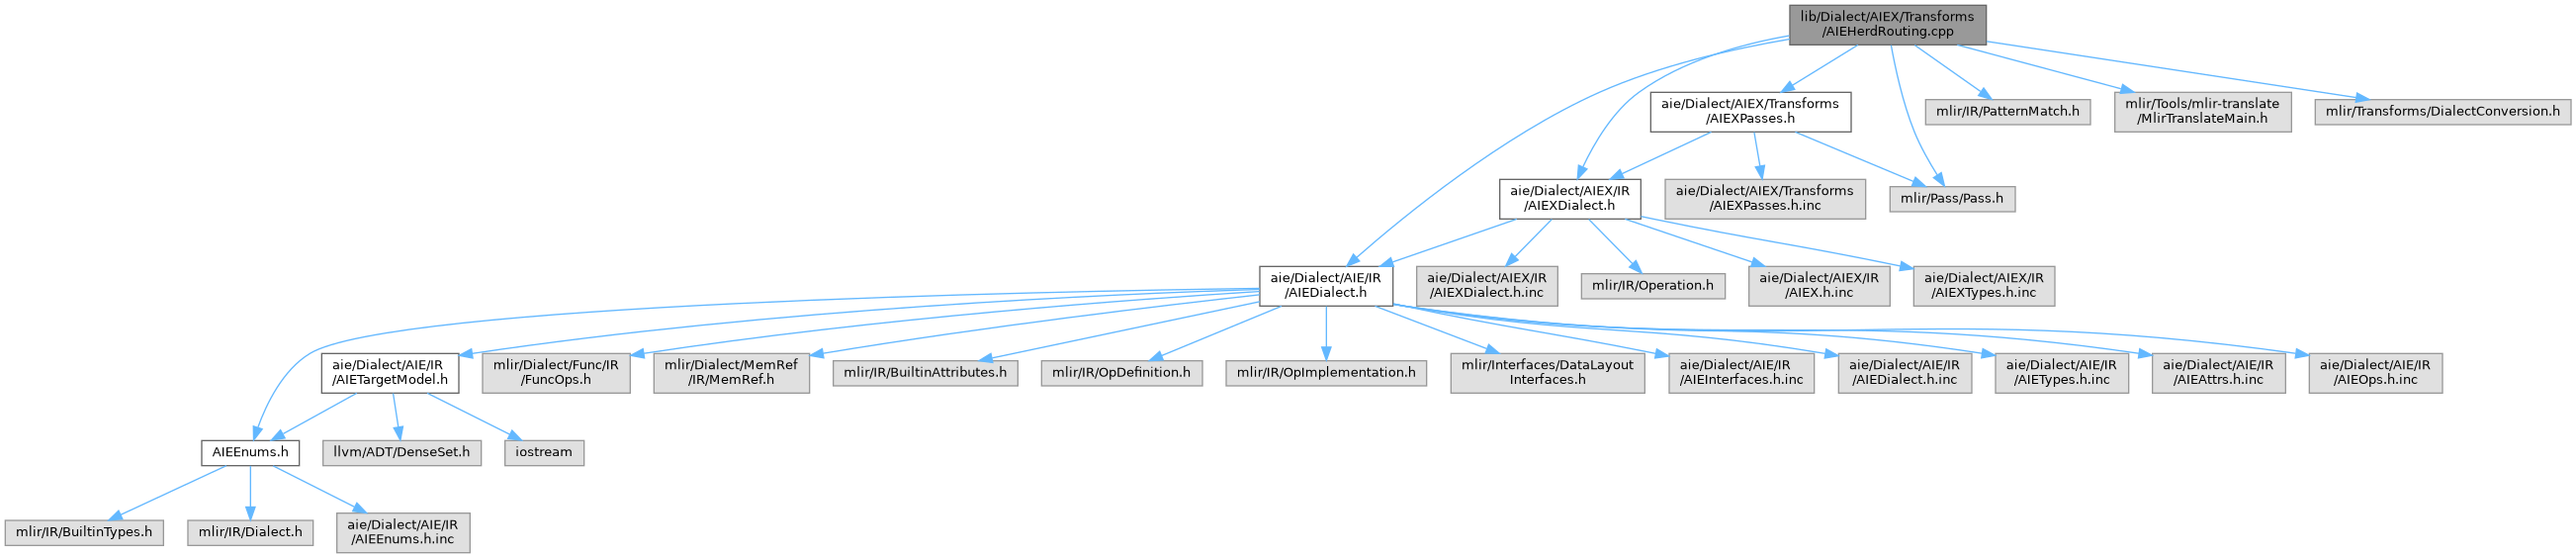 lib/Dialect/AIEX/Transforms
/AIEHerdRouting.cpp
aie/Dialect/AIEX/Transforms
/AIEXPasses.h
mlir/IR/PatternMatch.h
mlir/Tools/mlir-translate
/MlirTranslateMain.h
mlir/Transforms/DialectConversion.h
aie/Dialect/AIEX/IR
/AIEXDialect.h
aie/Dialect/AIEX/Transforms
/AIEXPasses.h.inc
mlir/Pass/Pass.h
aie/Dialect/AIE/IR
/AIEDialect.h
aie/Dialect/AIEX/IR
/AIEXDialect.h.inc
mlir/IR/Operation.h
aie/Dialect/AIEX/IR
/AIEX.h.inc
aie/Dialect/AIEX/IR
/AIEXTypes.h.inc
aie/Dialect/AIE/IR
/AIETargetModel.h
mlir/Dialect/Func/IR
/FuncOps.h
mlir/Dialect/MemRef
/IR/MemRef.h
mlir/IR/BuiltinAttributes.h
mlir/IR/OpDefinition.h
mlir/IR/OpImplementation.h
mlir/Interfaces/DataLayout
Interfaces.h
aie/Dialect/AIE/IR
/AIEInterfaces.h.inc
aie/Dialect/AIE/IR
/AIEDialect.h.inc
aie/Dialect/AIE/IR
/AIETypes.h.inc
aie/Dialect/AIE/IR
/AIEAttrs.h.inc
aie/Dialect/AIE/IR
/AIEOps.h.inc
AIEEnums.h
llvm/ADT/DenseSet.h
iostream
mlir/IR/BuiltinTypes.h
mlir/IR/Dialect.h
aie/Dialect/AIE/IR
/AIEEnums.h.inc